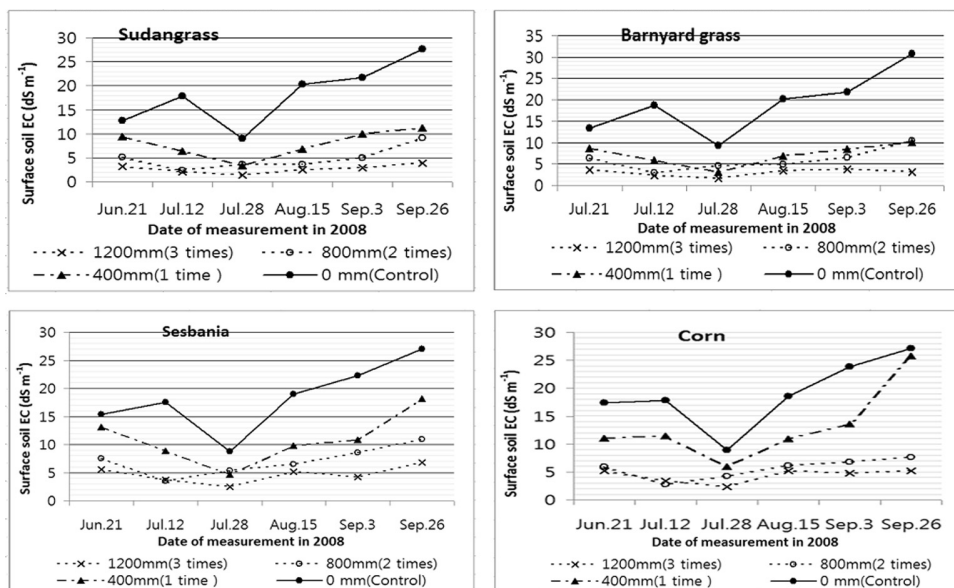 Sudangrass
Surface soil EC (dS m⁻¹)
30
25
20
15
10
5
0
Jun.21 Jul.12 Jul.28 Aug.15 Sep.3 Sep.26
Date of measurement in 2008
1200mm(3 times) 800mm(2 times)
400mm(1 time ) 0 mm(Control)
Barnyard grass
Surface soil EC (dS m⁻¹)
35
30
25
20
15
10
5
0
Jul.21 Jul.12 Jul.28 Aug.15 Sep.3 Sep.26
Date of measurement in 2008
1200mm(3 times) 800mm(2 times)
400mm(1 time ) 0 mm(Control)
Sesbania
Surface soil EC (dS m⁻¹)
30
25
20
15
10
5
0
Jun.21 Jul.12 Jul.28 Aug.15 Sep.3 Sep.26
Date of measurement in 2008
1200mm(3 times) 800mm(2 times)
400mm(1 time ) 0 mm(Control)
Corn
Surface soil EC (dS m⁻¹)
30
25
20
15
10
5
0
Jun.21 Jul.12 Jul.28 Aug.15 Sep.3 Sep.26
Date of measurement in 2008
1200mm(3 times) 800mm(2 times)
400mm(1 time ) 0 mm(Control)